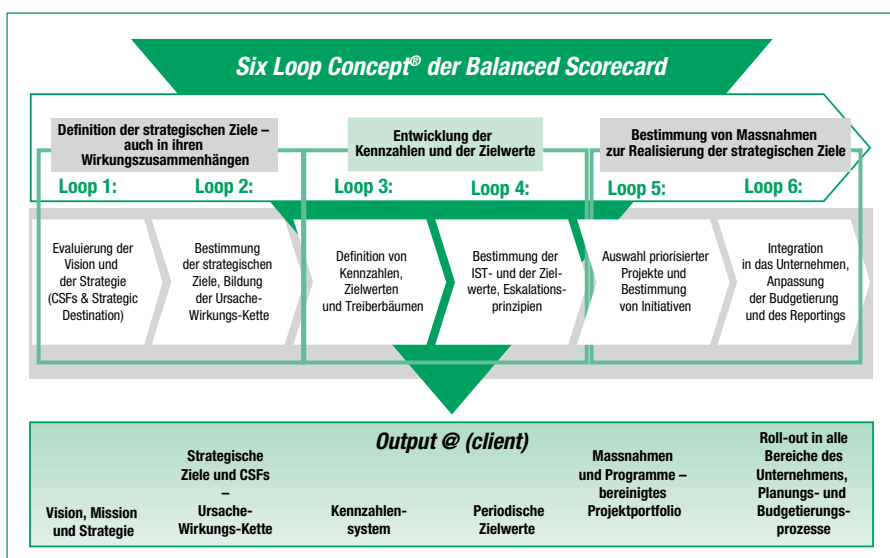 Six Loop Concept® der Balanced Scorecard
Definition der strategischen Ziele –
auch in ihren
Wirkungszusammenhängen
Entwicklung der
Kennzahlen und der Zielwerte
Bestimmung von Massnahmen
zur Realisierung der strategischen Ziele
Loop 1:
Loop 2:
Loop 3:
Loop 4:
Loop 5:
Loop 6:
Evaluierung der
Vision und
der Strategie
(CSFs & Strategic
Destination)
Bestimmung
der strategischen
Ziele, Bildung
der Ursache-
Wirkungs-Kette
Definition von
Kennzahlen,
Zielwerten
und Treiberbäumen
Bestimmung der
IST- und der Ziel-
werte, Eskalations-
prinzipien
Auswahl priorisierter
Projekte und
Bestimmung
von Initiativen
Integration
in das Unternehmen,
Anpassung
der Budgetierung
und des Reportings
Output @ (client)
Vision, Mission
und Strategie
Strategische
Ziele und CSFs
–
Ursache-
Wirkungs-Kette
Kennzahlen-
system
Periodische
Zielwerte
Massnahmen
und Programme –
bereinigtes
Projektportfolio
Roll-out in alle
Bereiche des
Unternehmens,
Planungs- und
Budgetierungs-
prozesse